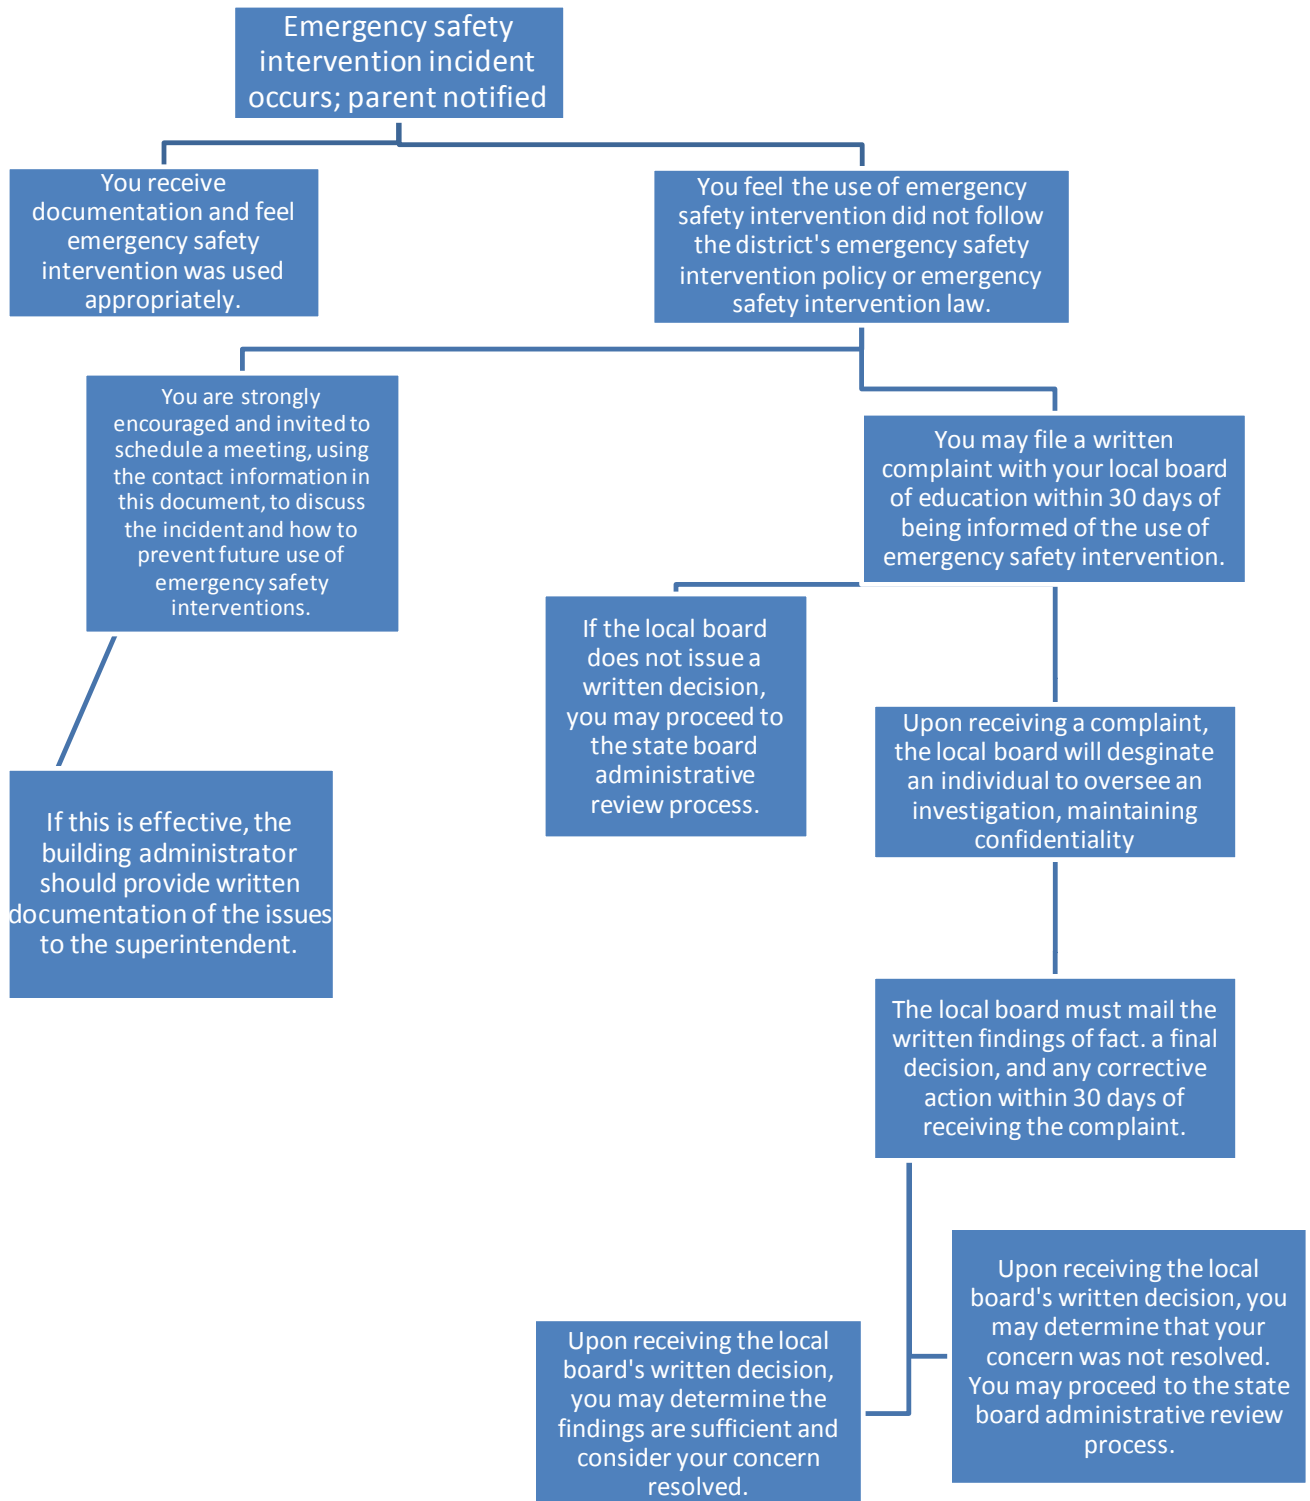 Emergency safety
intervention incident
occurs; parent notified
You receive
documentation and feel
emergency safety
intervention was used
appropriately.
You feel the use of emergency
safety intervention did not follow
the district's emergency safety
intervention policy or emergency
safety intervention law.
You are strongly
encouraged and invited to
schedule a meeting, using
the contact information in
this document, to discuss
the incident and how to
prevent future use of
emergency safety
interventions.
You may file a written
complaint with your local board
of education within 30 days of
being informed of the use of
emergency safety intervention.
If the local board
does not issue a
written decision,
you may proceed to
the state board
administrative
review process.
Upon receiving a complaint,
the local board will desginate
an individual to oversee an
investigation, maintaining
confidentiality
If this is effective, the
building administrator
should provide written
documentation of the issues
to the superintendent.
The local board must mail the
written findings of fact. a final
decision, and any corrective
action within 30 days of
receiving the complaint.
Upon receiving the local
board's written decision, you
may determine that your
concern was not resolved.
You may proceed to the state
board administrative review
process.
Upon receiving the local
board's written decision,
you may determine the
findings are sufficient and
consider your concern
resolved.